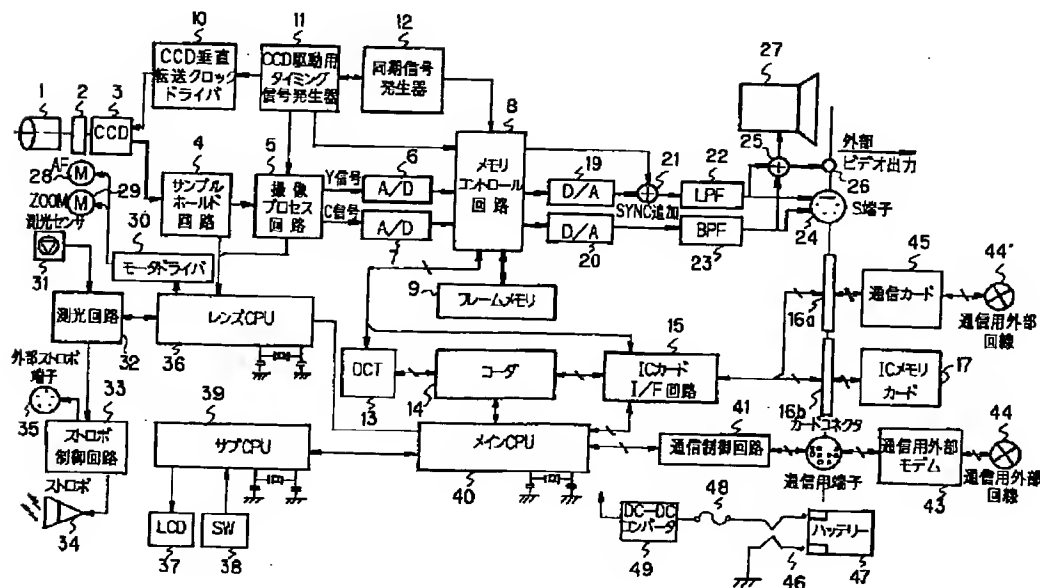 10
11
12
CCD垂直
転送クロック
ドライバ
CCD駆動用
タイミング
信号発生器
同期信号
発生器
27
1
2
3
CCD
8
外部
ビデオ出力
AF
M
28
29
ZOOM
M
4
サンプル
ホールド
回路
5
撮像
プロセス
回路
Y信号
C信号
6
A/D
A/D
7
メモリ
コントロール
回路
19
D/A
D/A
20
21
SYNC追加
22
LPF
BPF
23
25
26
S端子
24
測光センサ
31
30
モータドライバ
9
フレームメモリ
45
44'
通信カード
通信用外部
回線
16a
測光回路
32
レンズCPU
36
DCT
13
14
コーダ
15
ICカード
I/F回路
ICメモリ
カード
17
16b
カードコネクタ
外部ストロボ
端子
33
35
ストロボ
制御回路
39
サブCPU
メインCPU
40
41
通信制御回路
通信用端子
通信用外部
モデム
43
44
通信用外部
回線
ストロボ
34
LCD
37
SW
38
DC-DC
コンバータ
49
48
46
バッテリー
47